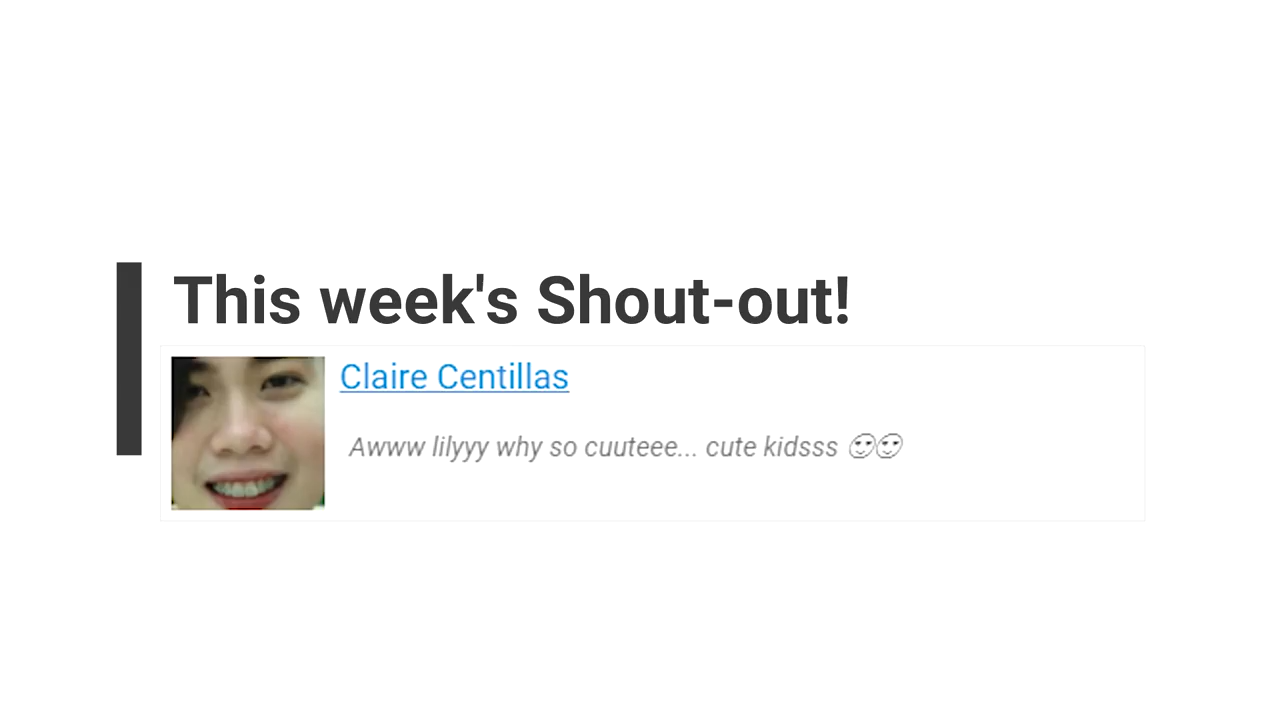 This week's Shout-out!
Claire Centillas
Awww lilyyy why so cuuteee... cute kidsss 😍😍